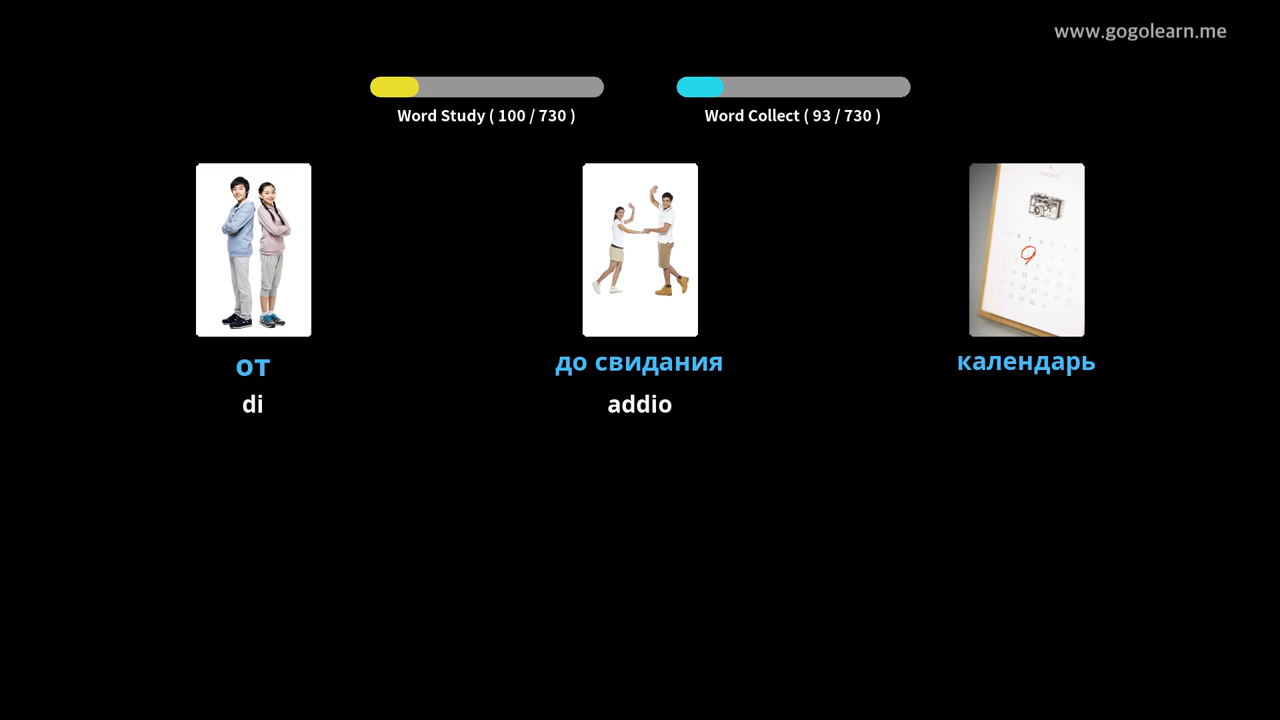 www.gogolearn.me
Word Study ( 100 / 730 )
Word Collect ( 93 / 730 )
от
до свидания
календарь
di
addio